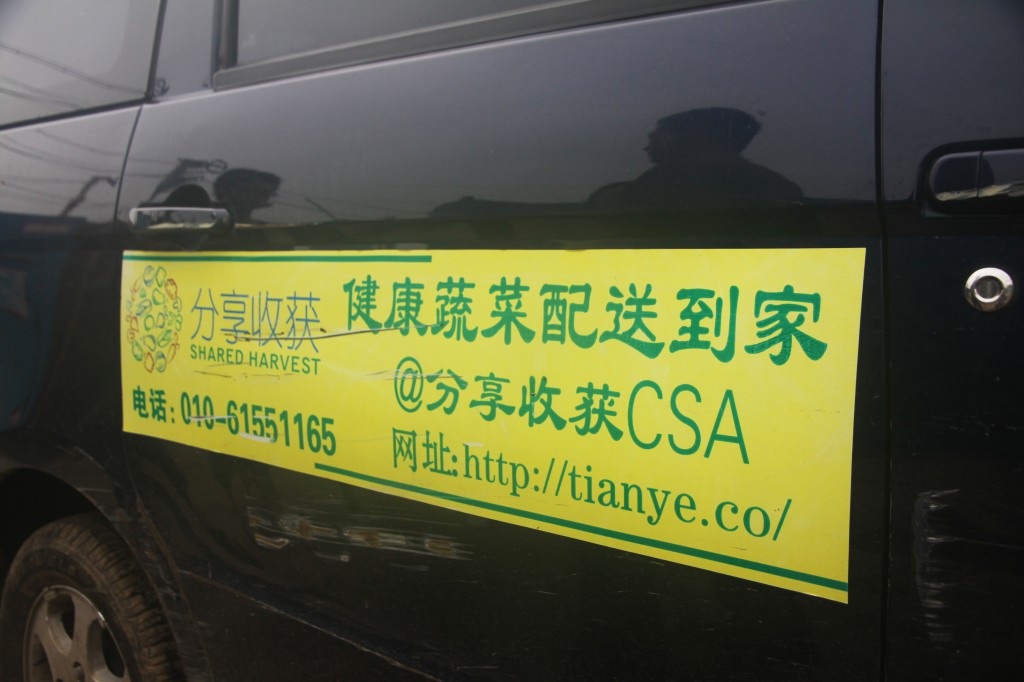 分享收获
SHARED HARVEST
电话:010-61551165
健康蔬菜配送到家
@分享收获CSA
网址:http://tianye.co/